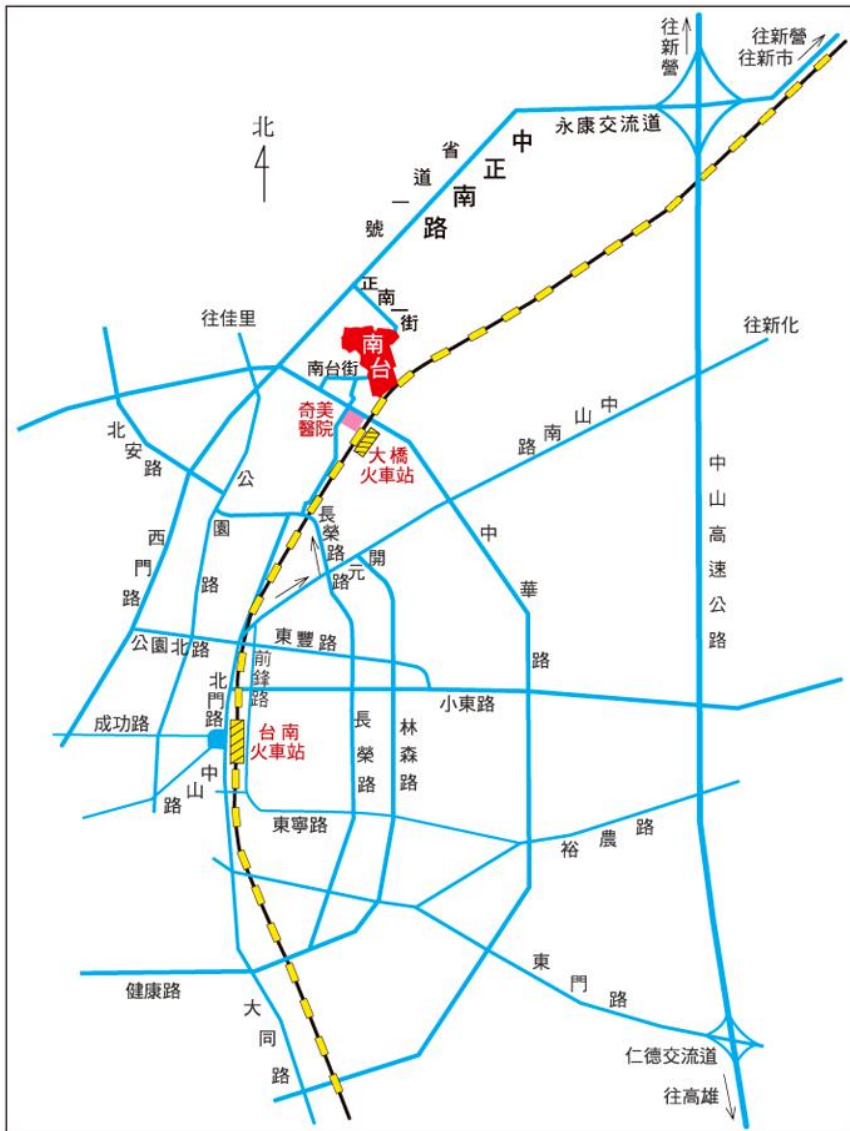 往新營
往新營
往新市
永康交流道
北
省道一號
中正南路
正南一街
往佳里
南台
南台街
往新化
奇美
醫院
大橋
火車站
中山南路
北安路
公園路
長榮路
開元路
西門路
中華路
中山高速公路
公園北路
東豐路
前鋒路
北門路
小東路
成功路
台南
火車站
長榮路
林森路
中山路
東寧路
裕農路
東門路
健康路
大同路
仁德交流道
往高雄